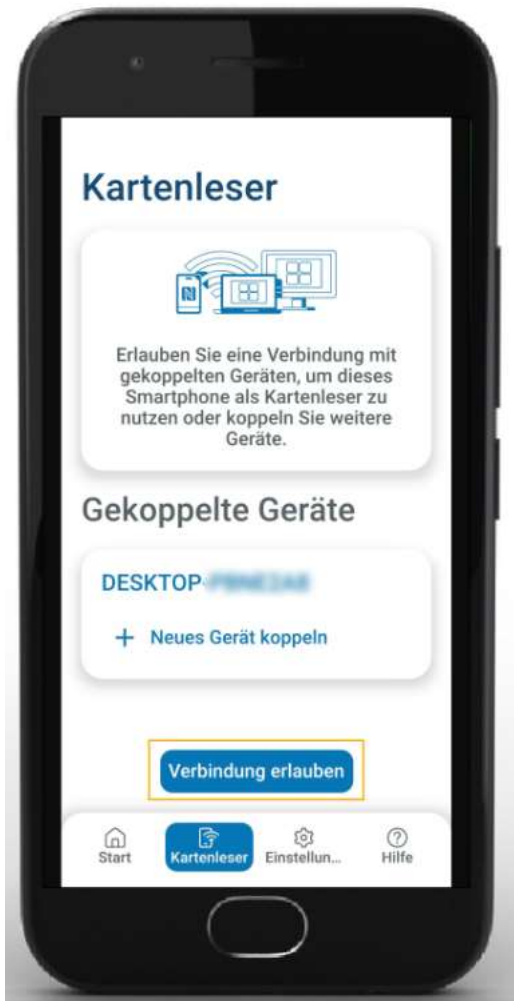 Kartenleser
Erlauben Sie eine Verbindung mit
gekoppelten Geräten, um dieses
Smartphone als Kartenleser zu
nutzen oder koppeln Sie weitere
Geräte.
Gekoppelte Geräte
DESKTOP-
+ Neues Gerät koppeln
Verbindung erlauben
Start
Kartenleser
Einstellun...
Hilfe